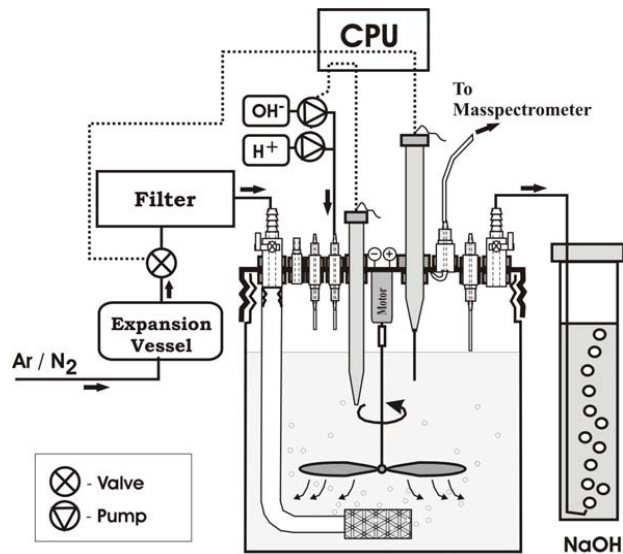 CPU
To
Masspectrometer
OH-
H+
Filter
Expansion
Vessel
Ar / N2
− +
Motor
- Valve
- Pump
NaOH